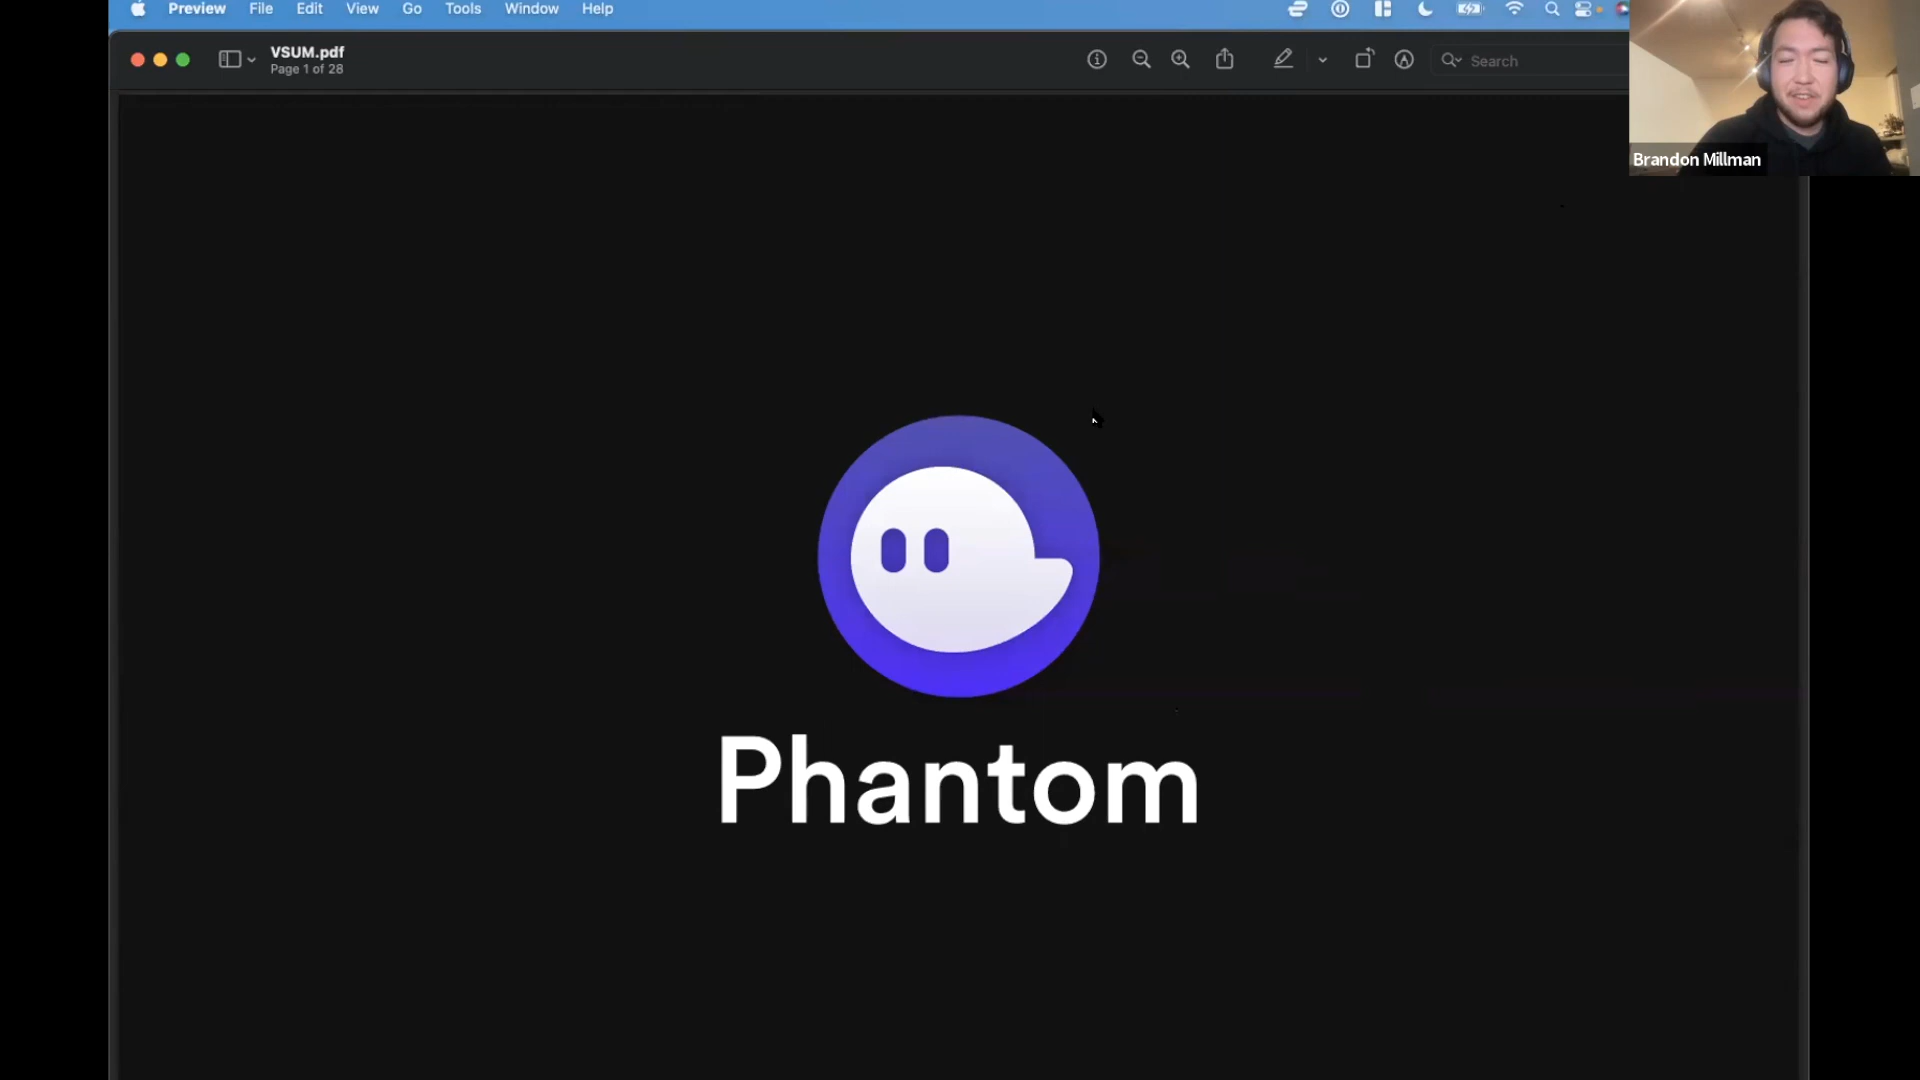 Preview File Edit View Go Tools Window Help
VSUM.pdf
Page 1 of 28
Search
Brandon Millman
Phantom